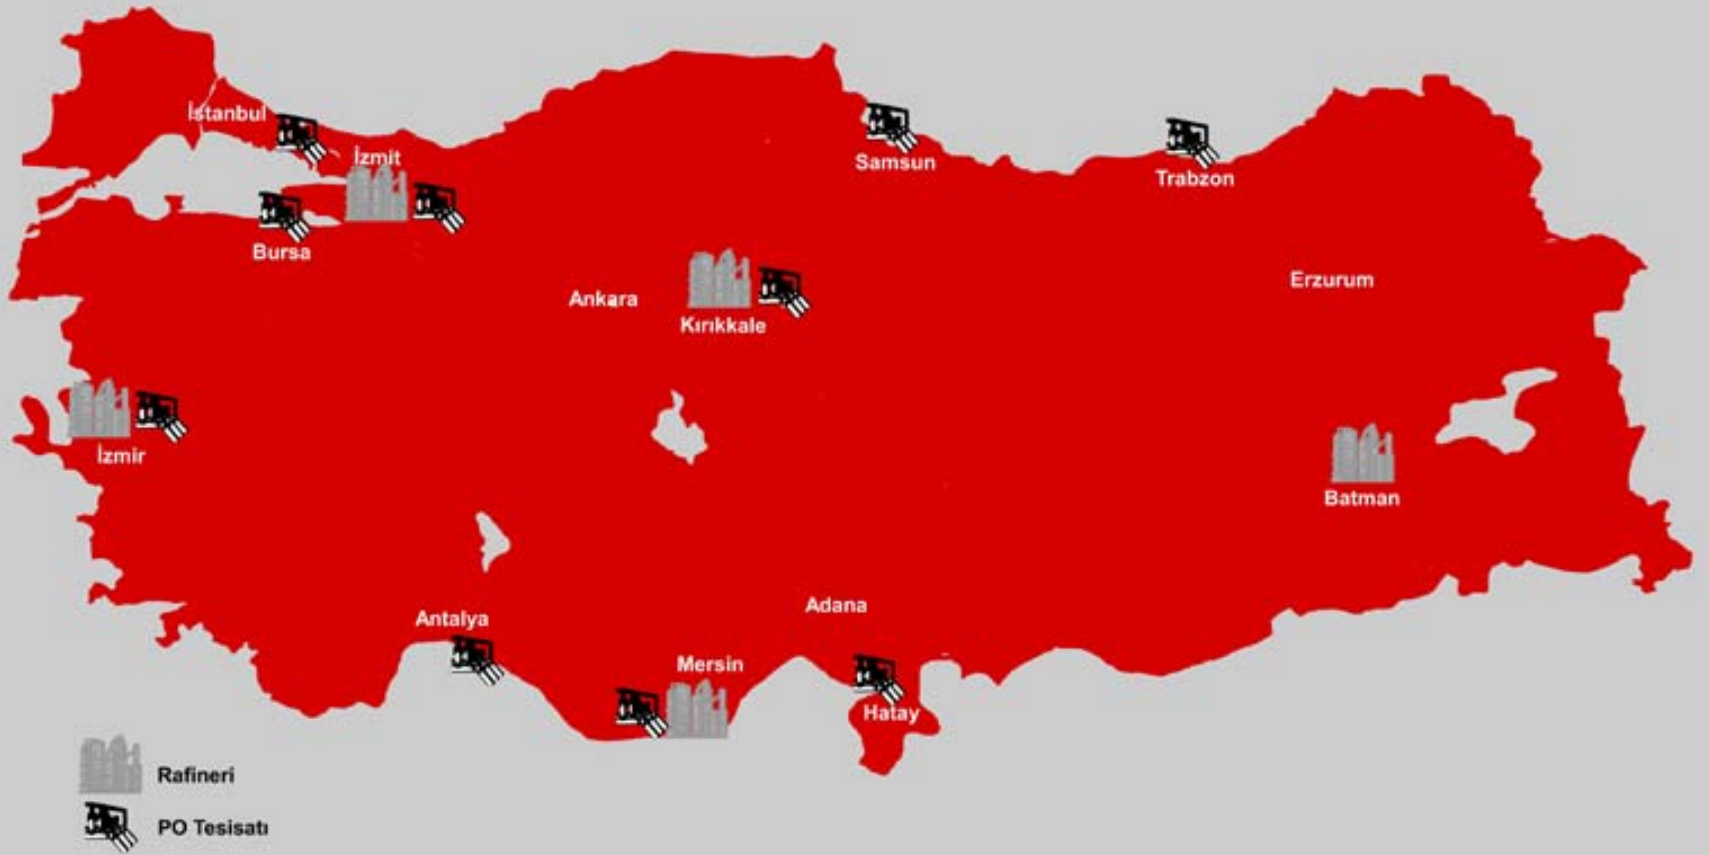 İstanbul
İzmit
Samsun
Trabzon
Bursa
Ankara
Kırıkkale
Erzurum
İzmir
Batman
Antalya
Adana
Mersin
Hatay
Rafineri
PO Tesisatı